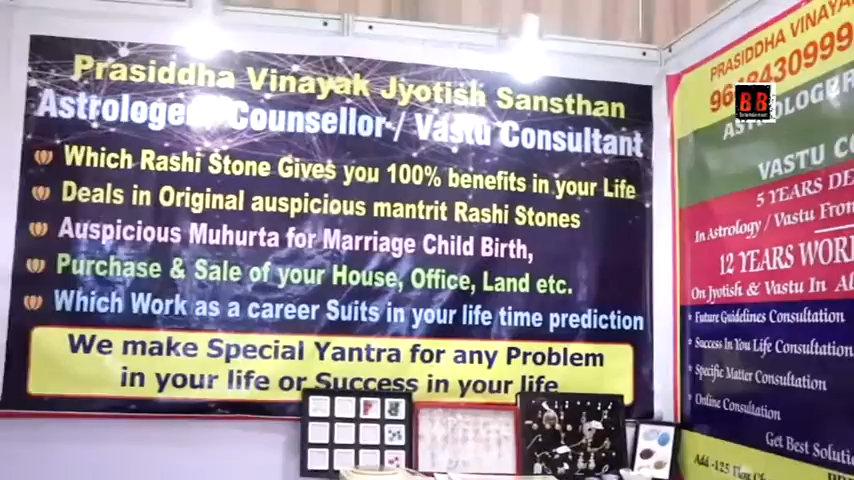 Prasiddha Vinayak Jyotish Sansthan
Astrologer Counsellor / Vastu Consultant
Which Rashi Stone Gives you 100% benefits in your Life
Deals in Original, auspicious mantrit Rashi Stones
Auspicious Muhurta for Marriage Child Birth,
Purchase & Sale of your House, Office, Land etc.
Which Work as a career Suits in your life, life time prediction
We make Special Yantra for any Problem
in your life or Success in your life
PRASIDDHA VINAYAK
BB
VASTU
5 YEARS
In Astrology/Vastu From
12 YEARS
On Jyotish & Vastu in
Future Guidelines Consultation
Success in You Life Consultation
Specific Matter Consultation
Online Consultation
Get Best